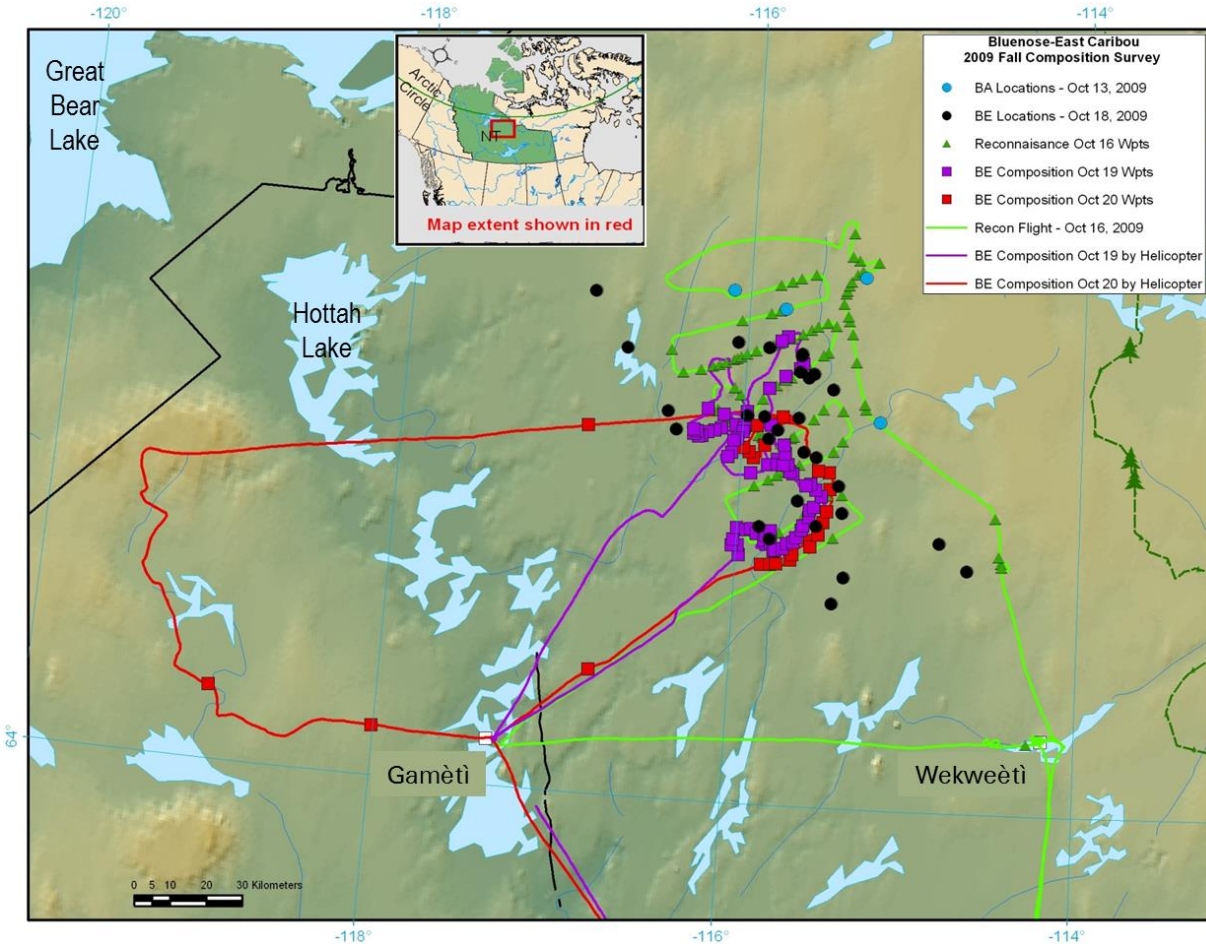 -120°
-118°
-116°
-114°
Great
Bear
Lake
Arctic
Circle
NT
Map extent shown in red
Bluenose-East Caribou
2009 Fall Composition Survey
BA Locations - Oct 13, 2009
BE Locations - Oct 18, 2009
Reconnaisance Oct 16 Wpts
BE Composition Oct 19 Wpts
BE Composition Oct 20 Wpts
Recon Flight - Oct 16, 2009
BE Composition Oct 19 by Helicopter
BE Composition Oct 20 by Helicopter
Hottah
Lake
64°
Gamètì
Wekweètì
0 5 10 20 30 Kilometers
-118°
-116°
-114°